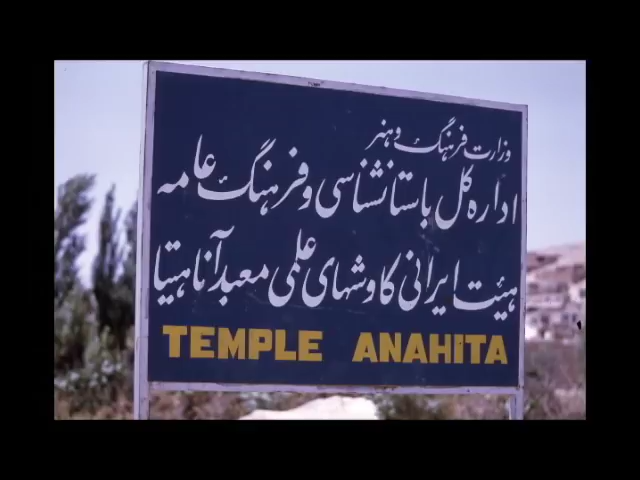 وزارت فرهنگ و هنر
اداره کل باستانشناسی و فرهنگ عامه
هیئت ایرانی کاوشهای علمی معبد آناهیتا
TEMPLE ANAHITA